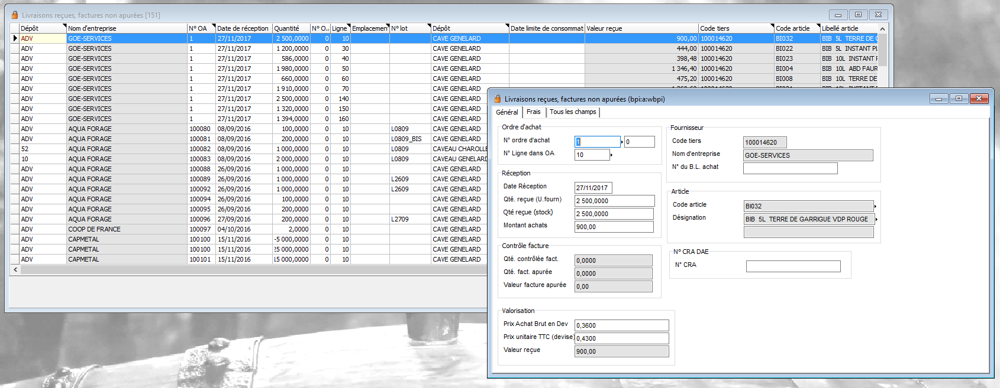 Livraisons reçues, factures non apurées [151]
Dépôt Nom d'entreprise N° OA Date de réception Quantité N° O... Ligne Emplacemen N° lot Dépôt Date limite de consommat Valeur reçue Code tiers Code article Libellé article
ADV GOE-SERVICES 1 27/11/2017 2 500,0000 0 10 CAVE GENELARD 900,00 100014620 BI032 BIB 5L TERRE DE
ADV GOE-SERVICES 1 27/11/2017 1 200,0000 0 30 CAVE GENELARD 444,00 100014620 BI022 BIB 5L INSTANT PL
ADV GOE-SERVICES 1 27/11/2017 586,0000 0 40 CAVE GENELARD 398,48 100014620 BI023 BIB 10L INSTANT
ADV GOE-SERVICES 1 27/11/2017 1 980,0000 0 50 CAVE GENELARD 1 346,40 100014620 BI004 BIB 10L ABD FAUR
ADV GOE-SERVICES 1 27/11/2017 660,0000 0 60 CAVE GENELARD 475,20 100014620 BI008 BIB 10L TERRE DE
ADV GOE-SERVICES 1 27/11/2017 1 910,0000 0 70 CAVE GENELARD
ADV GOE-SERVICES 1 27/11/2017 2 500,0000 0 140 CAVE GENELARD
ADV GOE-SERVICES 1 27/11/2017 1 320,0000 0 150 CAVE GENELARD
ADV GOE-SERVICES 1 27/11/2017 1 394,0000 0 160 CAVE GENELARD
ADV AQUA FORAGE 100080 08/09/2016 100,0000 0 10 L0809 CAVE GENELARD
ADV AQUA FORAGE 100081 08/09/2016 200,0000 0 10 L0809_BIS CAVE GENELARD
52 AQUA FORAGE 100082 08/09/2016 1 000,0000 0 10 L0809 CAVEAU CHAROLLE
10 AQUA FORAGE 100083 08/09/2016 2 000,0000 0 10 L0809 CAVEAU GENELARD
ADV AQUA FORAGE 100088 26/09/2016 1 000,0000 0 10 CAVE GENELARD
ADV AQUA FORAGE 100089 26/09/2016 1 000,0000 0 10 L2609 CAVE GENELARD
ADV AQUA FORAGE 100092 26/09/2016 1 000,0000 0 10 L2609 CAVE GENELARD
ADV AQUA FORAGE 100094 26/09/2016 100,0000 0 10 CAVE GENELARD
ADV AQUA FORAGE 100095 26/09/2016 200,0000 0 10 CAVE GENELARD
ADV AQUA FORAGE 100096 27/09/2016 200,0000 0 10 L2709 CAVE GENELARD
ADV COOP DE FRANCE 100097 04/10/2016 2,0000 0 10 CAVE GENELARD
ADV CAPMETAL 100100 15/11/2016 -5 000,0000 0 10 CAVE GENELARD
ADV CAPMETAL 100100 15/11/2016 25 000,0000 0 10 CAVE GENELARD
ADV CAPMETAL 100101 15/11/2016 15 000,0000 0 10 CAVE GENELARD
Livraisons reçues, factures non apurées (bpi:a:wbpi)
Général Frais Tous les champs
Ordre d'achat
N° ordre d'achat 1 0
N° Ligne dans OA 10
Réception
Date Réception 27/11/2017
Qté. reçue (U.fourn) 2 500,0000
Qté reçue (stock) 2 500,0000
Montant achats 900,00
Contrôle facture
Qté. contrôlée fact. 0,0000
Qté. fact. apurée 0,0000
Valeur facture apurée 0,00
Valorisation
Prix Achat Brut en Dev 0,3600
Prix unitaire TTC (devise) 0,4300
Valeur reçue 900,00
Fournisseur
Code tiers 100014620
Nom d'entreprise GOE-SERVICES
N° du B.L. achat
Article
Code article BI032
Désignation BIB 5L TERRE DE GARRIGUE VDP ROUGE
N° CRA DAE
N° CRA